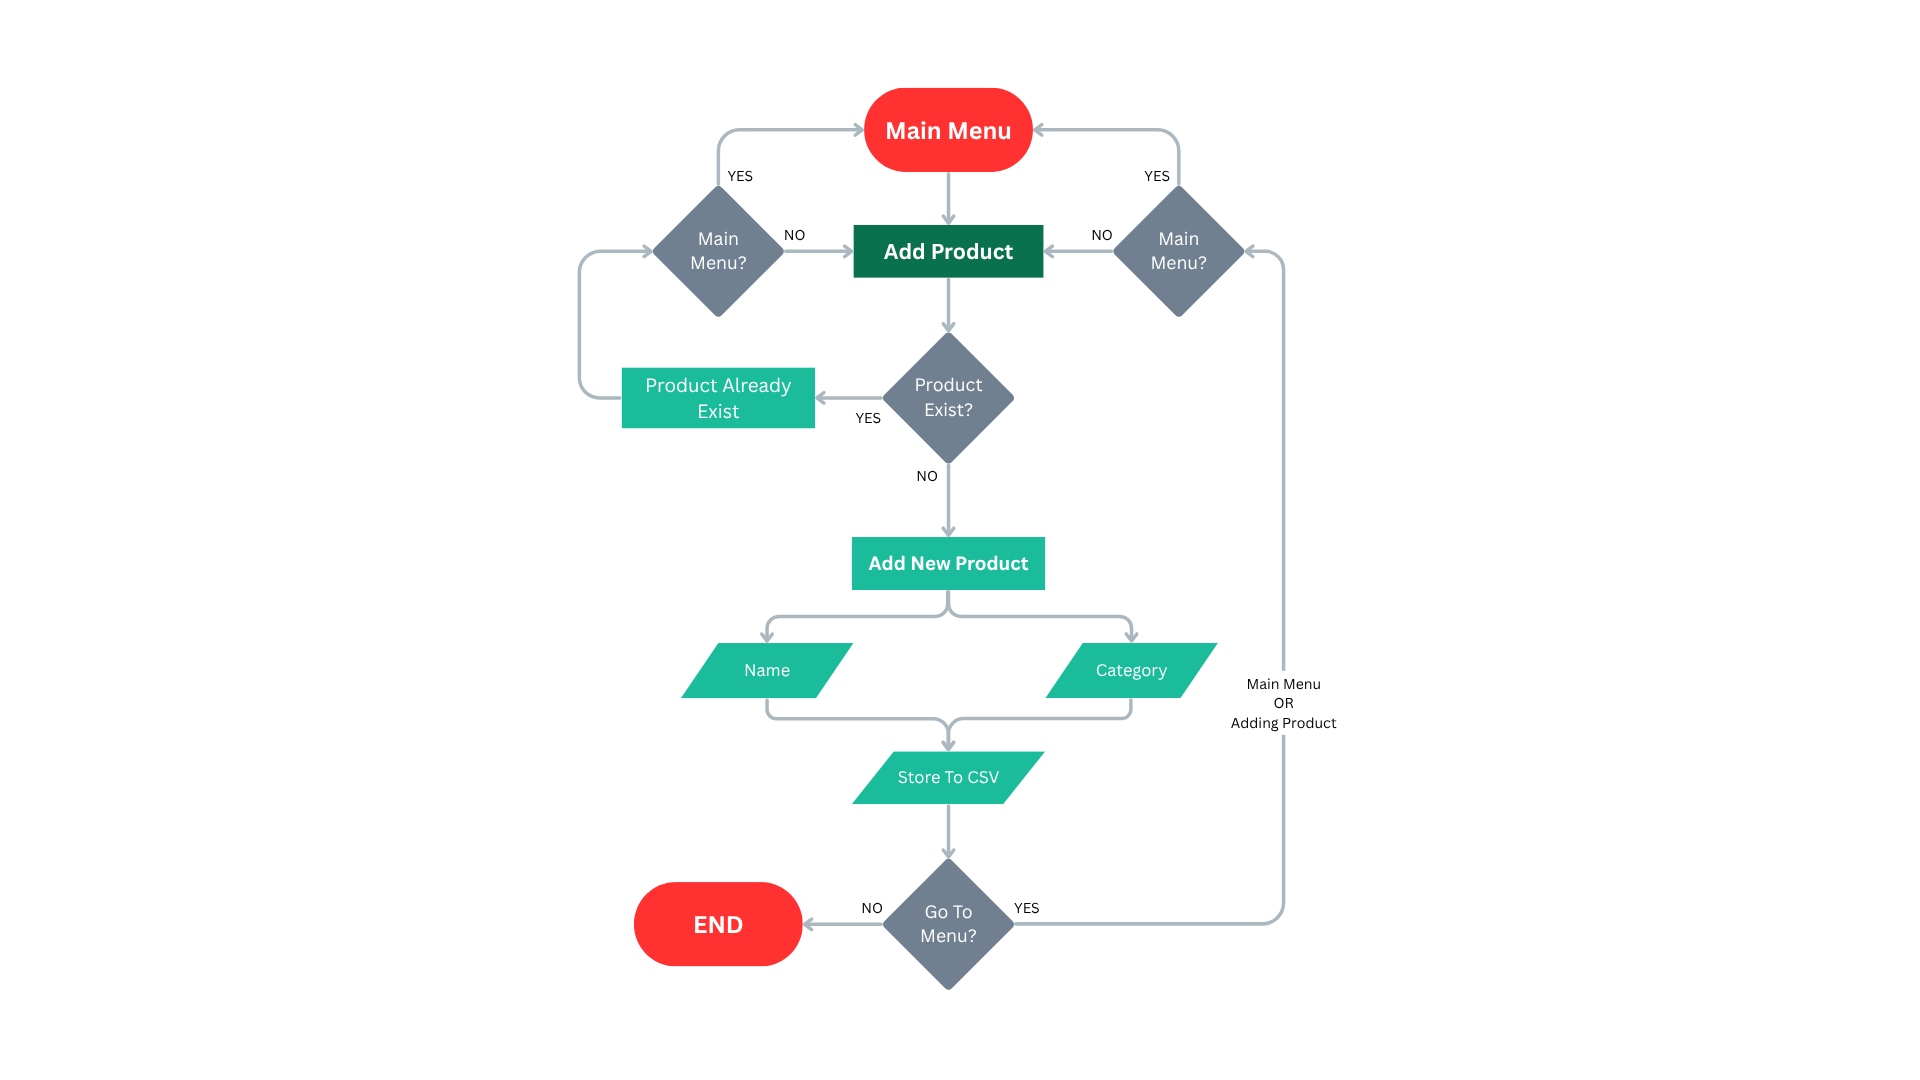 Main Menu
YES
YES
Main
Menu?
NO
Add Product
NO
Main
Menu?
Product Already
Exist
YES
Product
Exist?
NO
Add New Product
Name
Category
Main Menu
OR
Adding Product
Store To CSV
END
NO
Go To
Menu?
YES